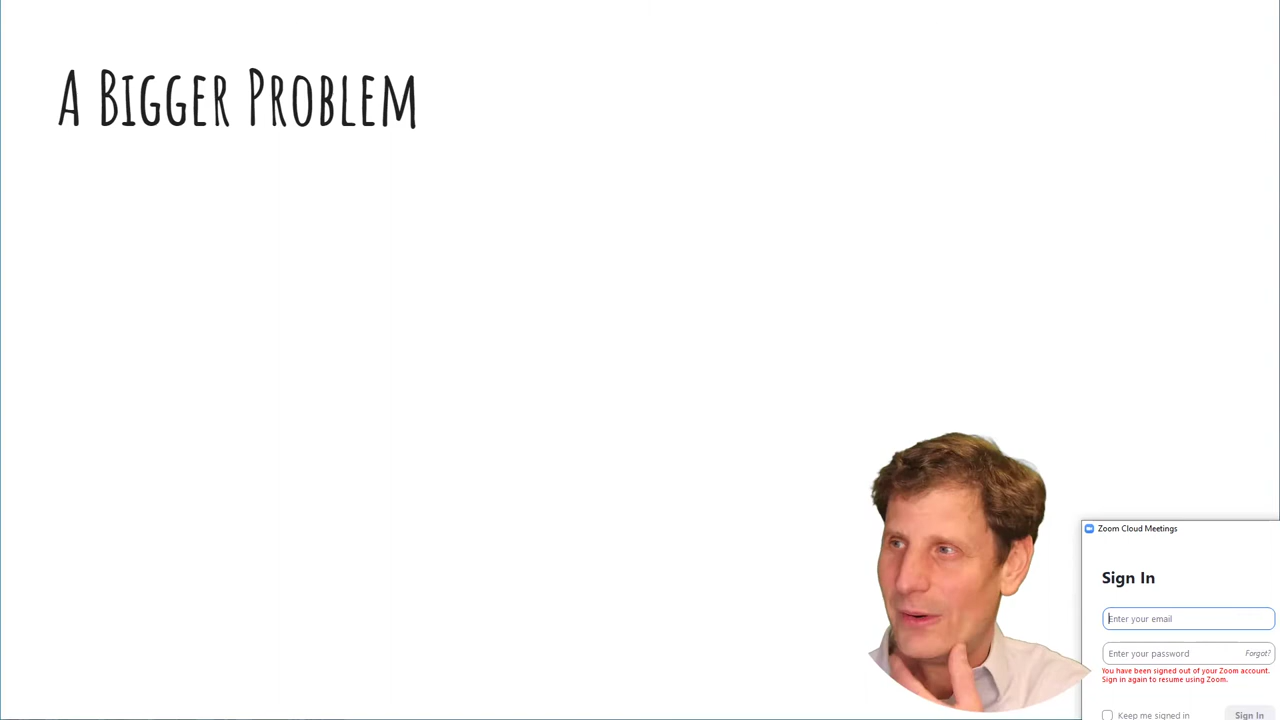 A Bigger Problem
Zoom Cloud Meetings
Sign In
Enter your email
Enter your password Forgot?
You have been signed out of your Zoom account.
Sign in again to resume using Zoom.
Keep me signed in Sign In